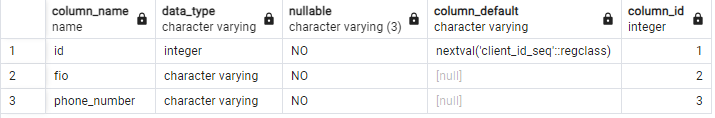 column_name data_type nullable column_default column_id
name character varying character varying (3) character varying integer
1 id integer NO nextval('client_id_seq'::regclass) 1
2 fio character varying NO [null] 2
3 phone_number character varying NO [null] 3